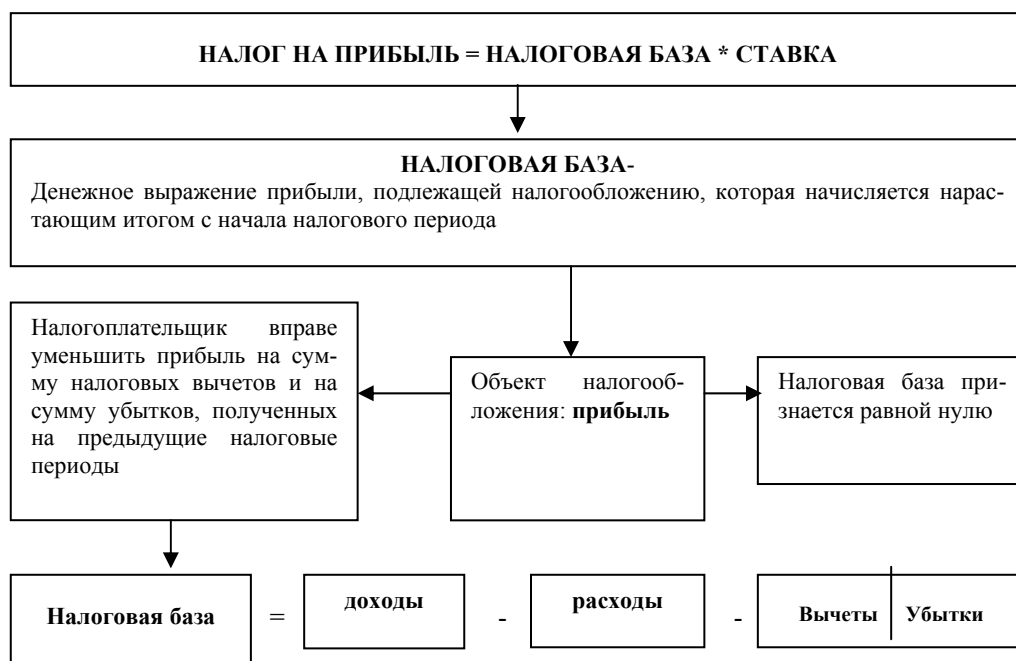 НАЛОГ НА ПРИБЫЛЬ = НАЛОГОВАЯ БАЗА * СТАВКА
НАЛОГОВАЯ БАЗА-
Денежное выражение прибыли, подлежащей налогообложению, которая начисляется нарас-
тающим итогом с начала налогового периода
Налогоплательщик вправе
уменьшить прибыль на сум-
му налоговых вычетов и на
сумму убытков, полученных
на предыдущие налоговые
периоды
Объект налогооб-
ложения: прибыль
Налоговая база при-
знается равной нулю
Налоговая база = доходы - расходы - Вычеты Убытки